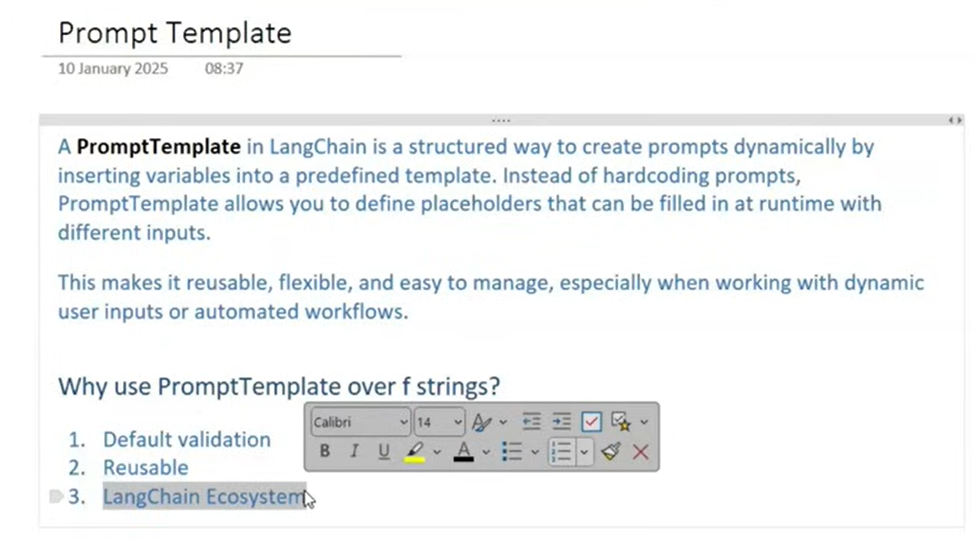 Prompt Template
10 January 2025 08:37
A PromptTemplate in LangChain is a structured way to create prompts dynamically by
inserting variables into a predefined template. Instead of hardcoding prompts,
PromptTemplate allows you to define placeholders that can be filled in at runtime with
different inputs.
This makes it reusable, flexible, and easy to manage, especially when working with dynamic
user inputs or automated workflows.
Why use PromptTemplate over f strings?
Calibri 14
1. Default validation
B I U A
2. Reusable
3. LangChain Ecosystem